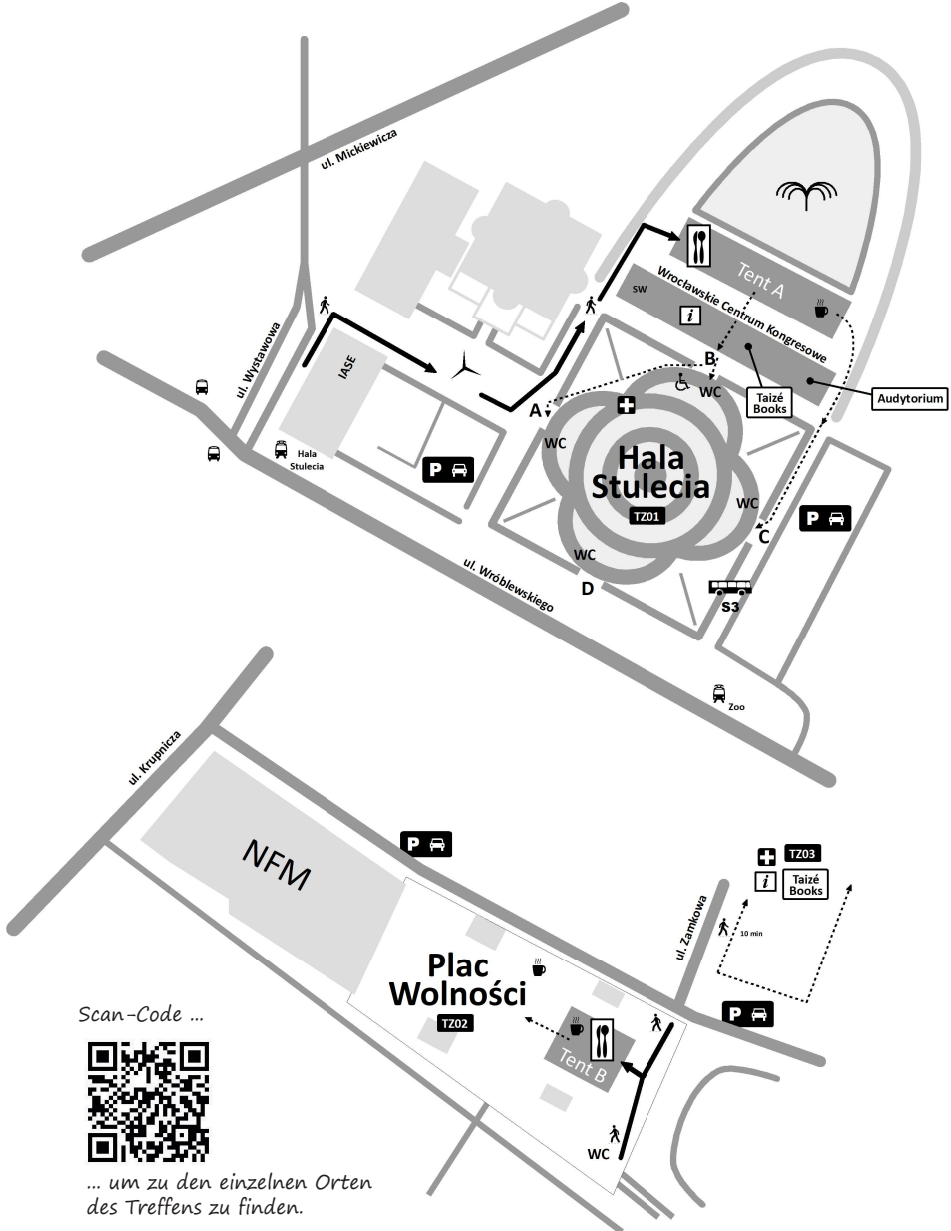 ul. Mickiewicza
Tent A
Wrocławskie Centrum Kongresowe
SW
i
ul. Wystawowa
IASE
B
WC
Taizé
Books
Audytorium
A
WC
Hala
Stulecia
P
Hala
Stulecia
TZ01
WC
C
P
WC
D
S3
ul. Wróblewskiego
Zoo
ul. Krupnicza
NFM
P
TZ03
i
Taizé
Books
ul. Zamkowa
10 min
Plac
Wolności
TZ02
P
Tent B
WC
Scan-Code ...
... um zu den einzelnen Orten
des Treffens zu finden.